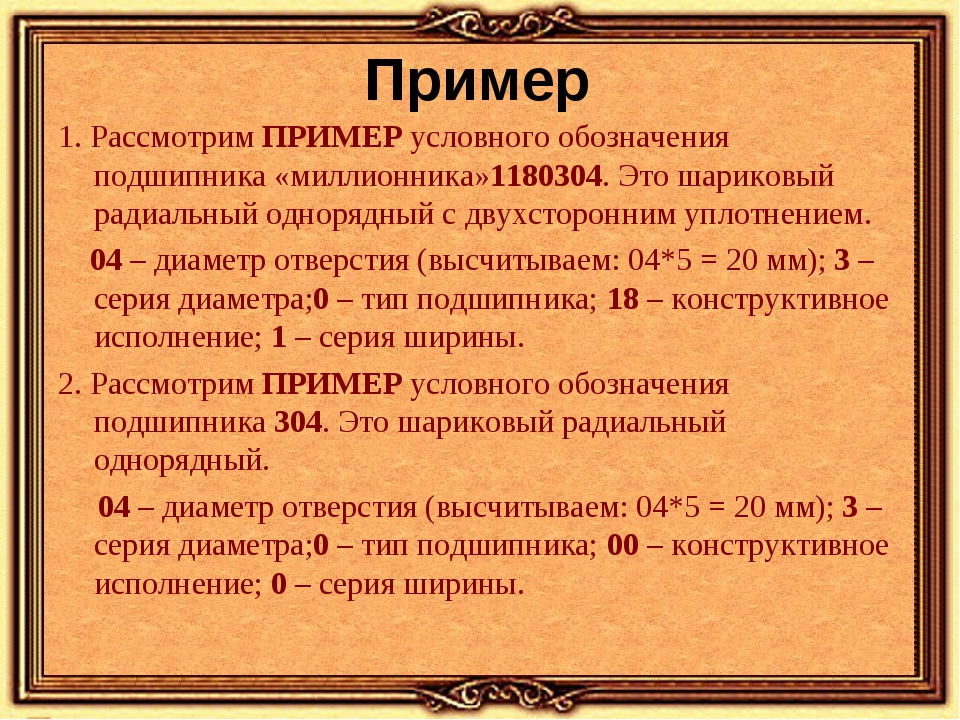 Пример
1. Рассмотрим ПРИМЕР условного обозначения
подшипника «миллионника»1180304. Это шариковый
радиальный однорядный с двухсторонним уплотнением.
04 – диаметр отверстия (высчитываем: 04*5 = 20 мм); 3 –
серия диаметра;0 – тип подшипника; 18 – конструктивное
исполнение; 1 – серия ширины.
2. Рассмотрим ПРИМЕР условного обозначения
подшипника 304. Это шариковый радиальный
однорядный.
04 – диаметр отверстия (высчитываем: 04*5 = 20 мм); 3 –
серия диаметра;0 – тип подшипника; 00 – конструктивное
исполнение; 0 – серия ширины.